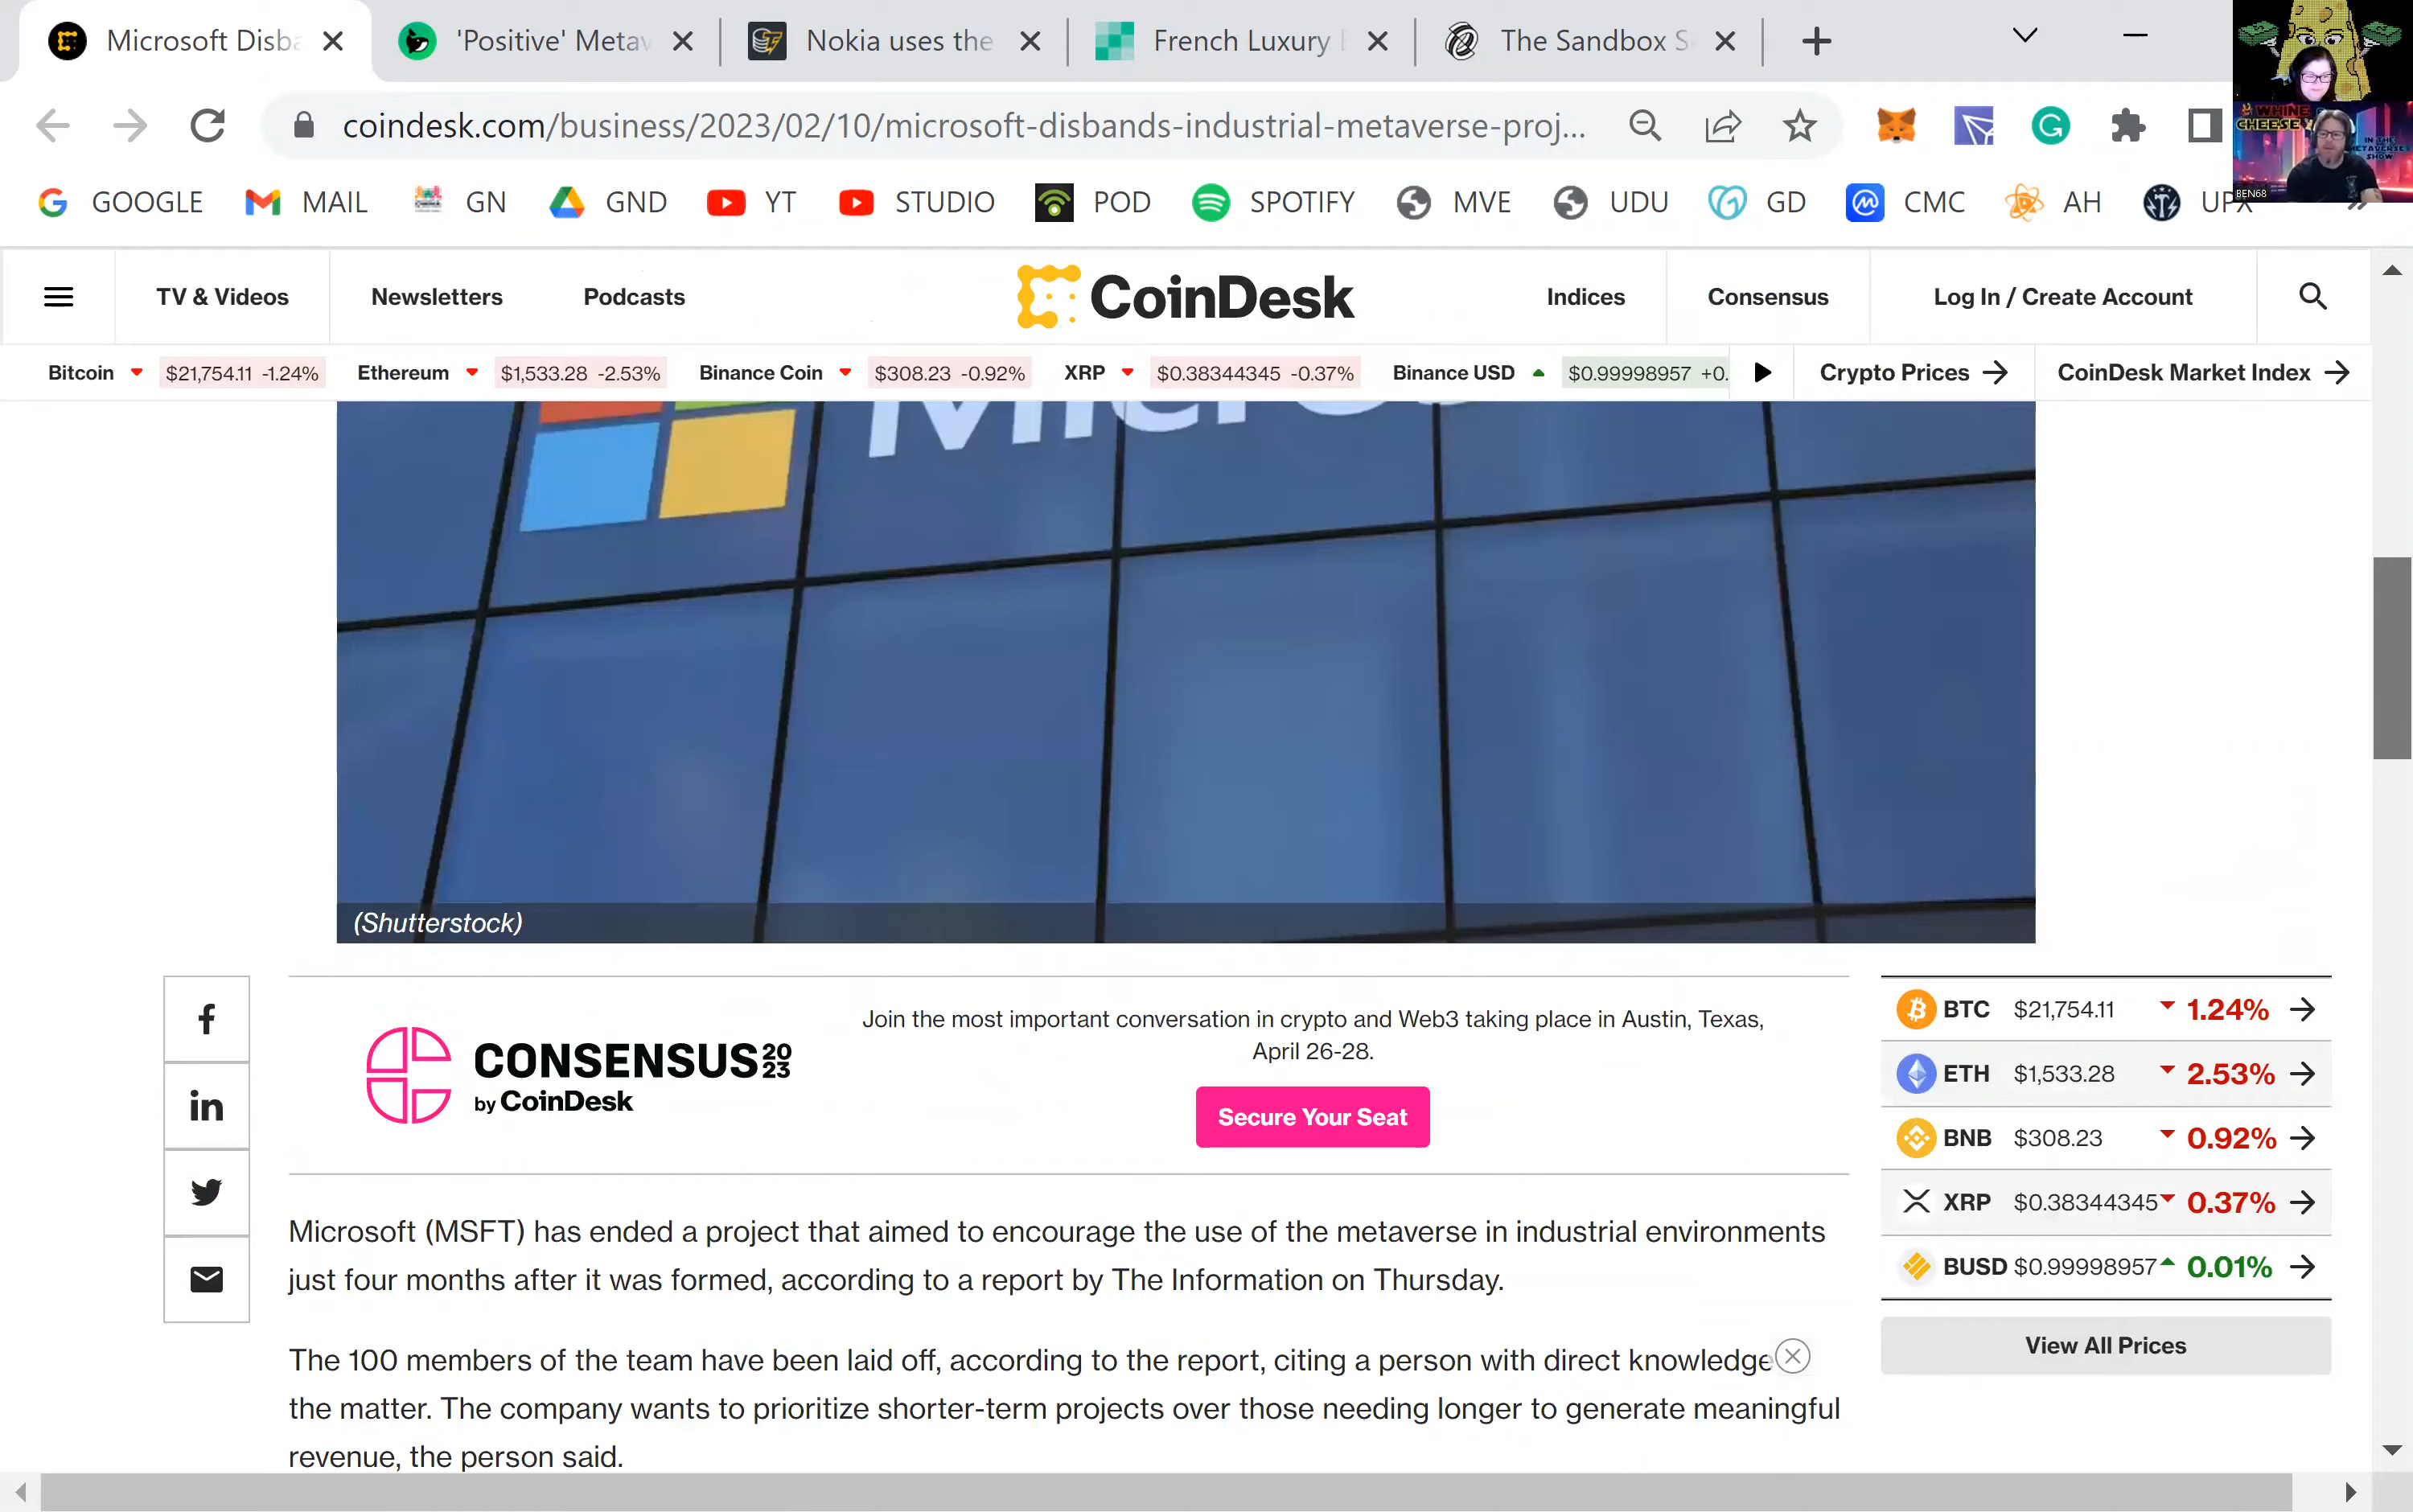 Microsoft Disba
'Positive' Metav
Nokia uses the
French Luxury
The Sandbox S
coindesk.com/business/2023/02/10/microsoft-disbands-industrial-metaverse-proj...
GOOGLE
MAIL
GN
GND
YT
STUDIO
POD
SPOTIFY
MVE
UDU
GD
CMC
AH
UPX
WHINE
CHEESE
IN THE
METAVERSE
SHOW
BEN68
TV & Videos
Newsletters
Podcasts
CoinDesk
Indices
Consensus
Log In / Create Account
Bitcoin $21,754.11 -1.24%
Ethereum $1,533.28 -2.53%
Binance Coin $308.23 -0.92%
XRP $0.38344345 -0.37%
Binance USD $0.99998957 +0.
Crypto Prices
CoinDesk Market Index
(Shutterstock)
CONSENSUS 2023
by CoinDesk
Join the most important conversation in crypto and Web3 taking place in Austin, Texas,
April 26-28.
Secure Your Seat
Microsoft (MSFT) has ended a project that aimed to encourage the use of the metaverse in industrial environments
just four months after it was formed, according to a report by The Information on Thursday.
The 100 members of the team have been laid off, according to the report, citing a person with direct knowledge
the matter. The company wants to prioritize shorter-term projects over those needing longer to generate meaningful
revenue, the person said.
BTC $21,754.11 1.24%
ETH $1,533.28 2.53%
BNB $308.23 0.92%
XRP $0.38344345 0.37%
BUSD $0.99998957 0.01%
View All Prices